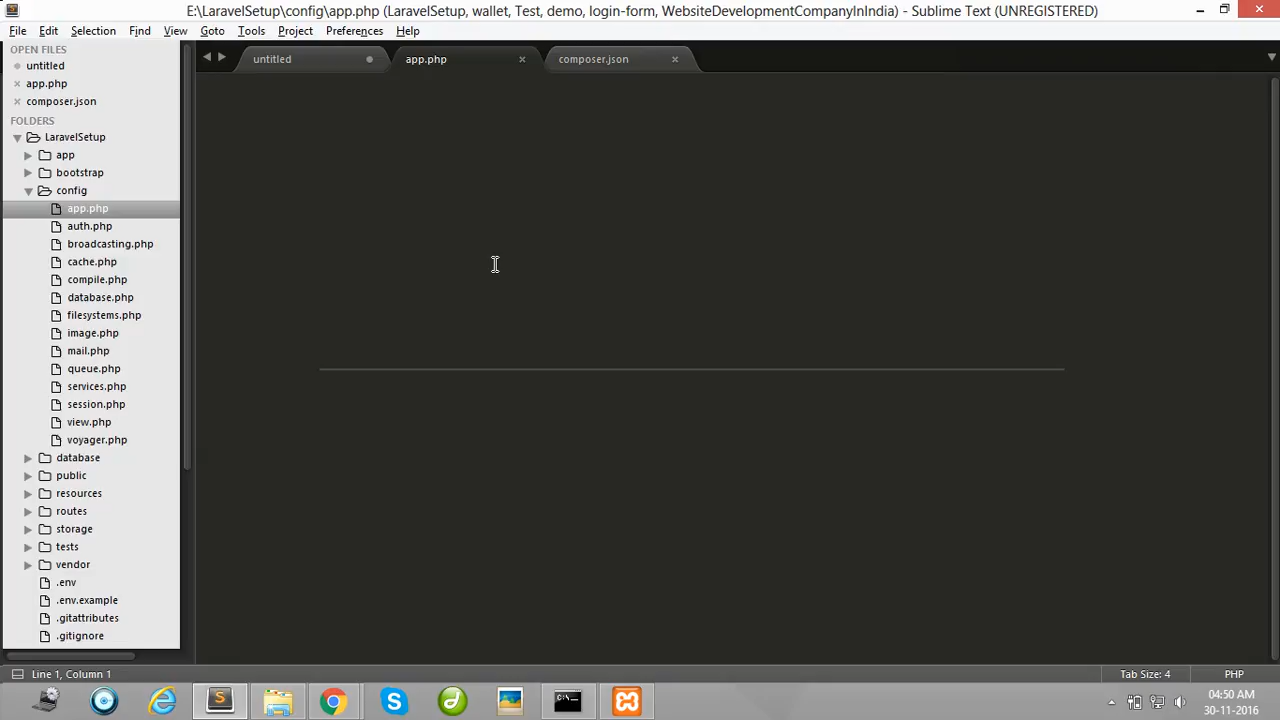 E:\LaravelSetup\config\app.php (LaravelSetup, wallet, Test, demo, login-form, WebsiteDevelopmentCompanyInIndia) - Sublime Text (UNREGISTERED)
File Edit Selection Find View Goto Tools Project Preferences Help
OPEN FILES
untitled
app.php
composer.json
untitled
app.php
composer.json
FOLDERS
LaravelSetup
app
bootstrap
config
app.php
auth.php
broadcasting.php
cache.php
compile.php
database.php
filesystems.php
image.php
mail.php
queue.php
services.php
session.php
view.php
voyager.php
database
public
resources
routes
storage
tests
vendor
.env
.env.example
.gitattributes
.gitignore
Line 1, Column 1
Tab Size: 4
PHP
04:50 AM
30-11-2016